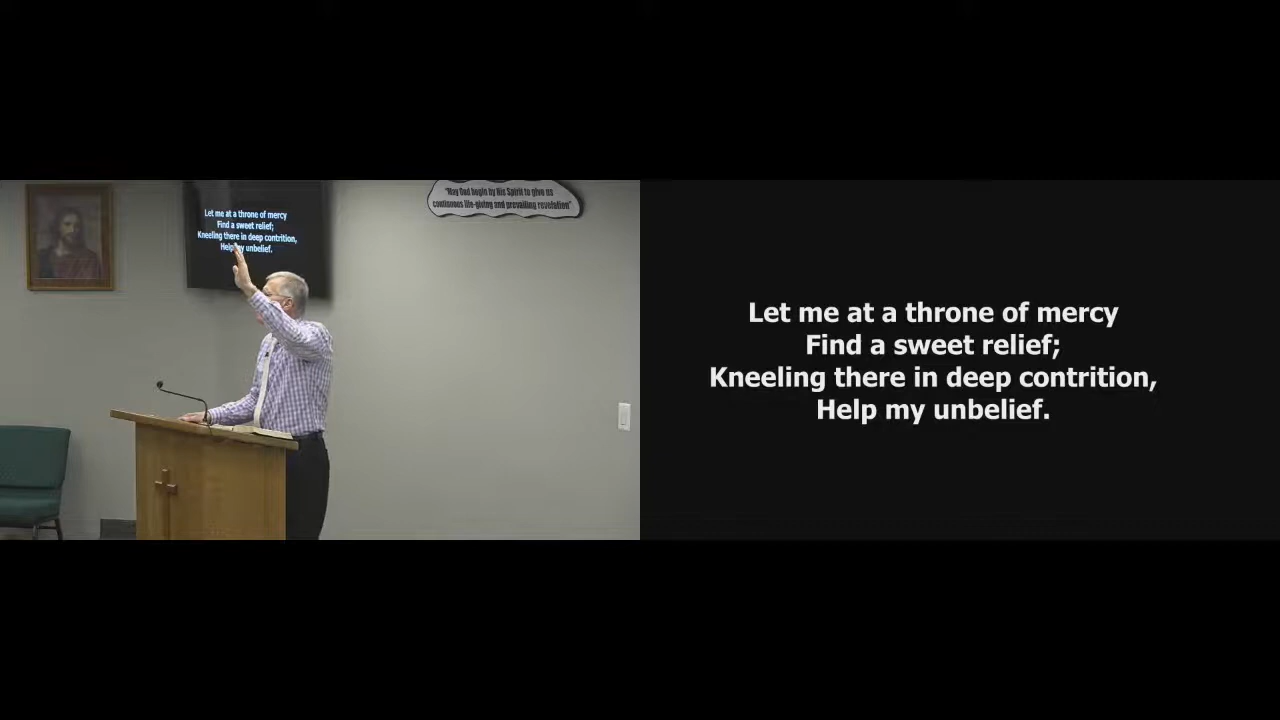 Let me at a throne of mercy
Find a sweet relief;
Kneeling there in deep contrition,
Help my unbelief.
"May God begin by His Spirit to give us
continuous life-giving and prevailing revelation"
Let me at a throne of mercy
Find a sweet relief;
Kneeling there in deep contrition,
Help my unbelief.